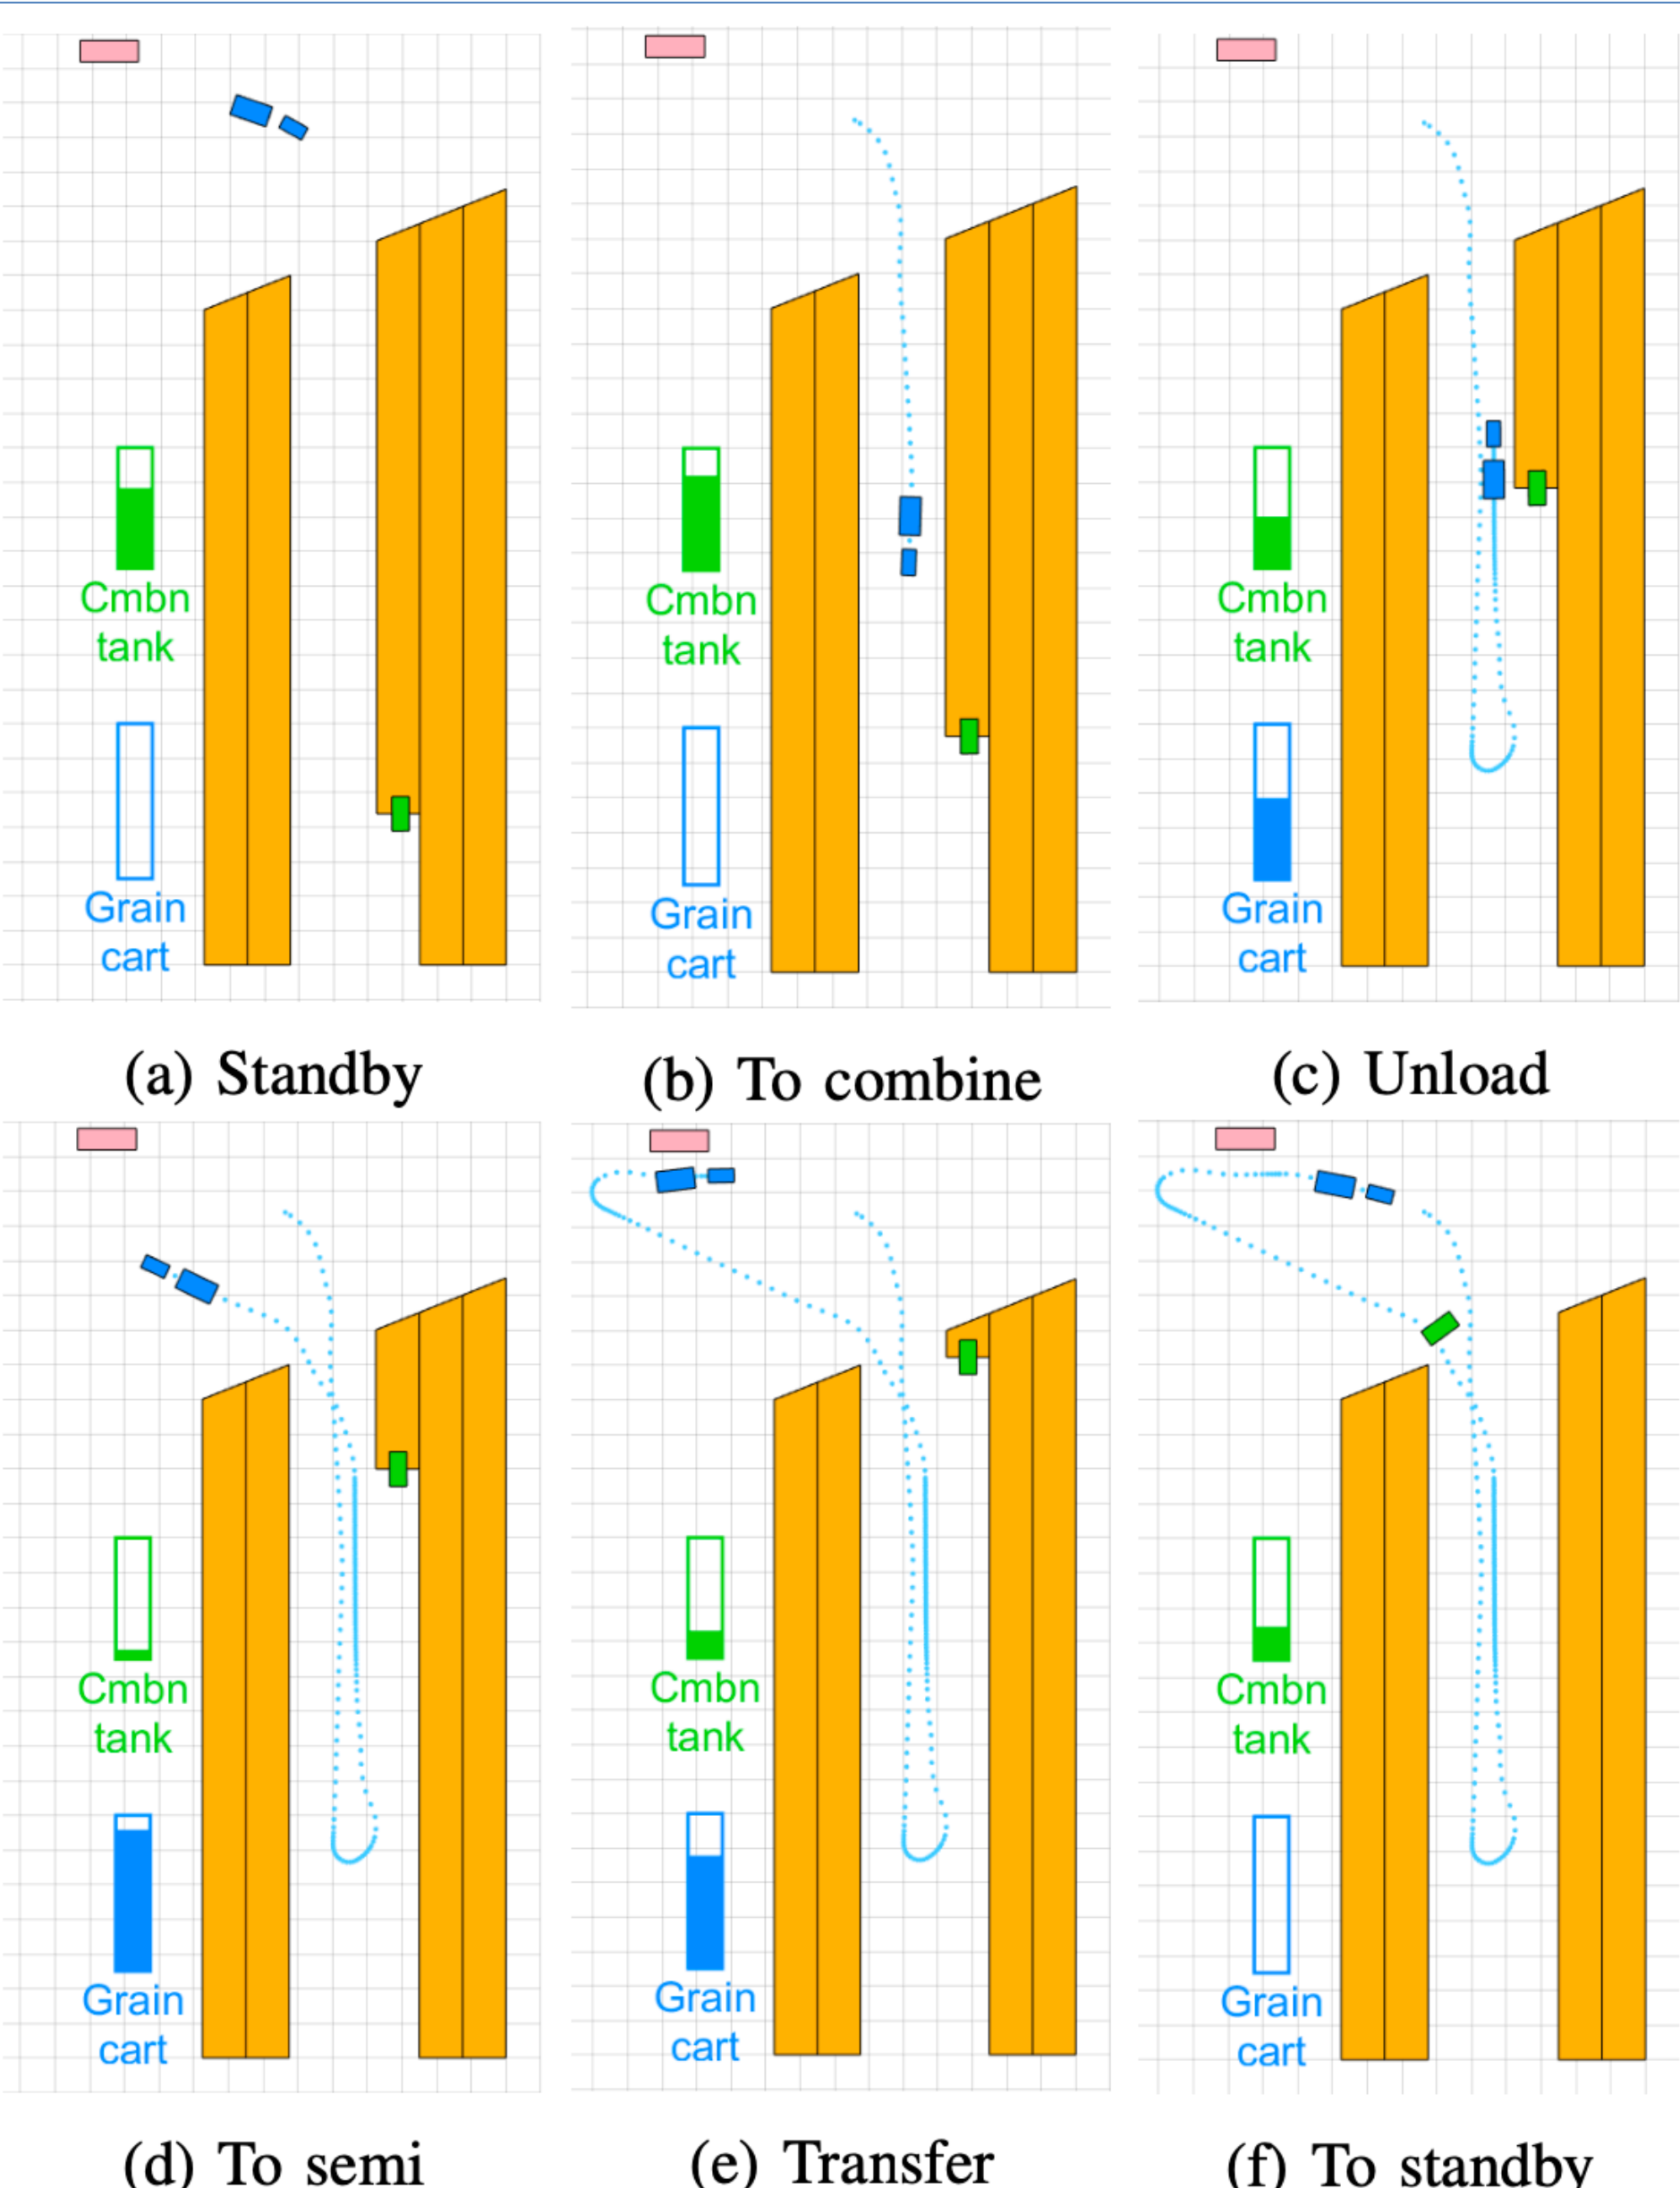 Cmbn
tank
Grain
cart
Cmbn
tank
Grain
cart
Cmbn
tank
Grain
cart
(a) Standby
(b) To combine
(c) Unload
Cmbn
tank
Grain
cart
Cmbn
tank
Grain
cart
Cmbn
tank
Grain
cart
(d) To semi
(e) Transfer
(f) To standby